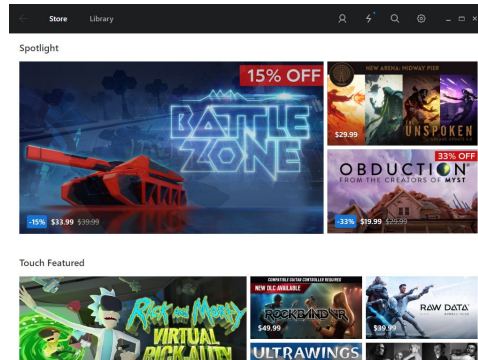 Store
Library
Spotlight
15% OFF
BATTLE
ZONE
-15% $33.99 $39.99
NEW ARENA: MIDWAY PIER
THE
UNSPOKEN
$29.99
33% OFF
OBDUCTION
FROM THE CREATORS OF MYST
-33% $19.99 $29.99
Touch Featured
Rick and Morty
VIRTUAL
RICK-ALITY
COMPATIBLE GUITAR CONTROLLER REQUIRED
NEW DLC AVAILABLE
ROCKBAND VR
$49.99
RAW DATA
$39.99
ULTRAWINGS